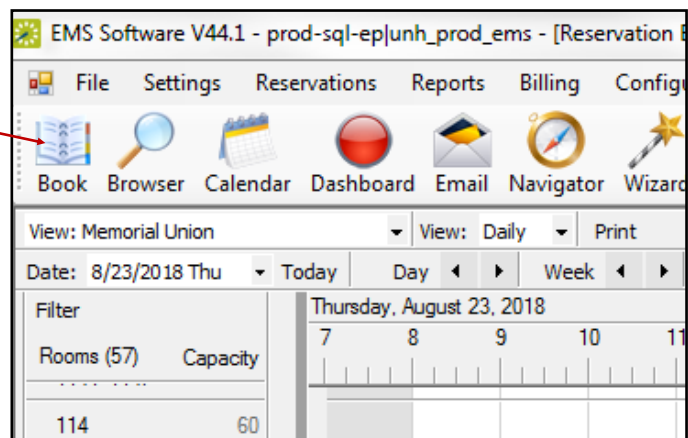 EMS Software V44.1 - prod-sql-ep|unh_prod_ems - [Reservation
File Settings Reservations Reports Billing
Book Browser Calendar Dashboard Email Navigator Wizard
View: Memorial Union View: Daily Print
Date: 8/23/2018 Thu Today Day Week
Filter Thursday, August 23, 2018
7 8 9 10 11
Rooms (57) Capacity
114 60